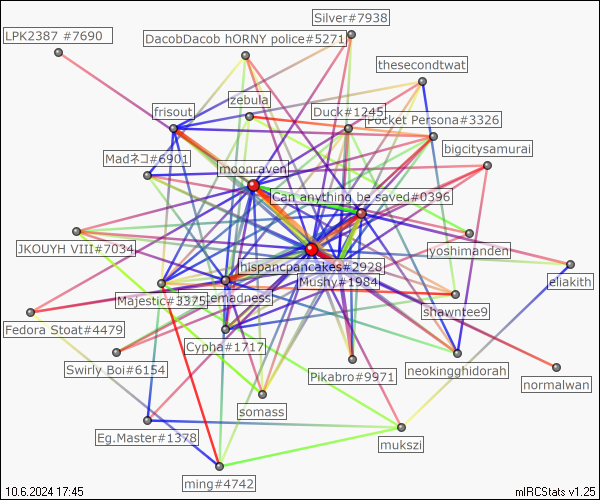 Silver#7938
LPK2387 #7690
DacobDacob hORNY police#5271
thesecondtwat
zebula
frisout
Duck#1245
Pocket Persona#3326
bigcitysamurai
Madネコ#6901
moonraven
Can anything be saved#0396
JKOUYH VIII#7034
yoshimanden
hispancpancakes#2928
Mushy#1984
eliakith
Majestic#3375
temadness
shawntee9
Fedora Stoat#4479
Cypha#1717
Swirly Boi#6154
Pikabro#9971
neokingghidorah
normalwan
somass
Eg.Master#1378
mukszi
ming#4742
10.6.2024 17:45
mIRCStats v1.25